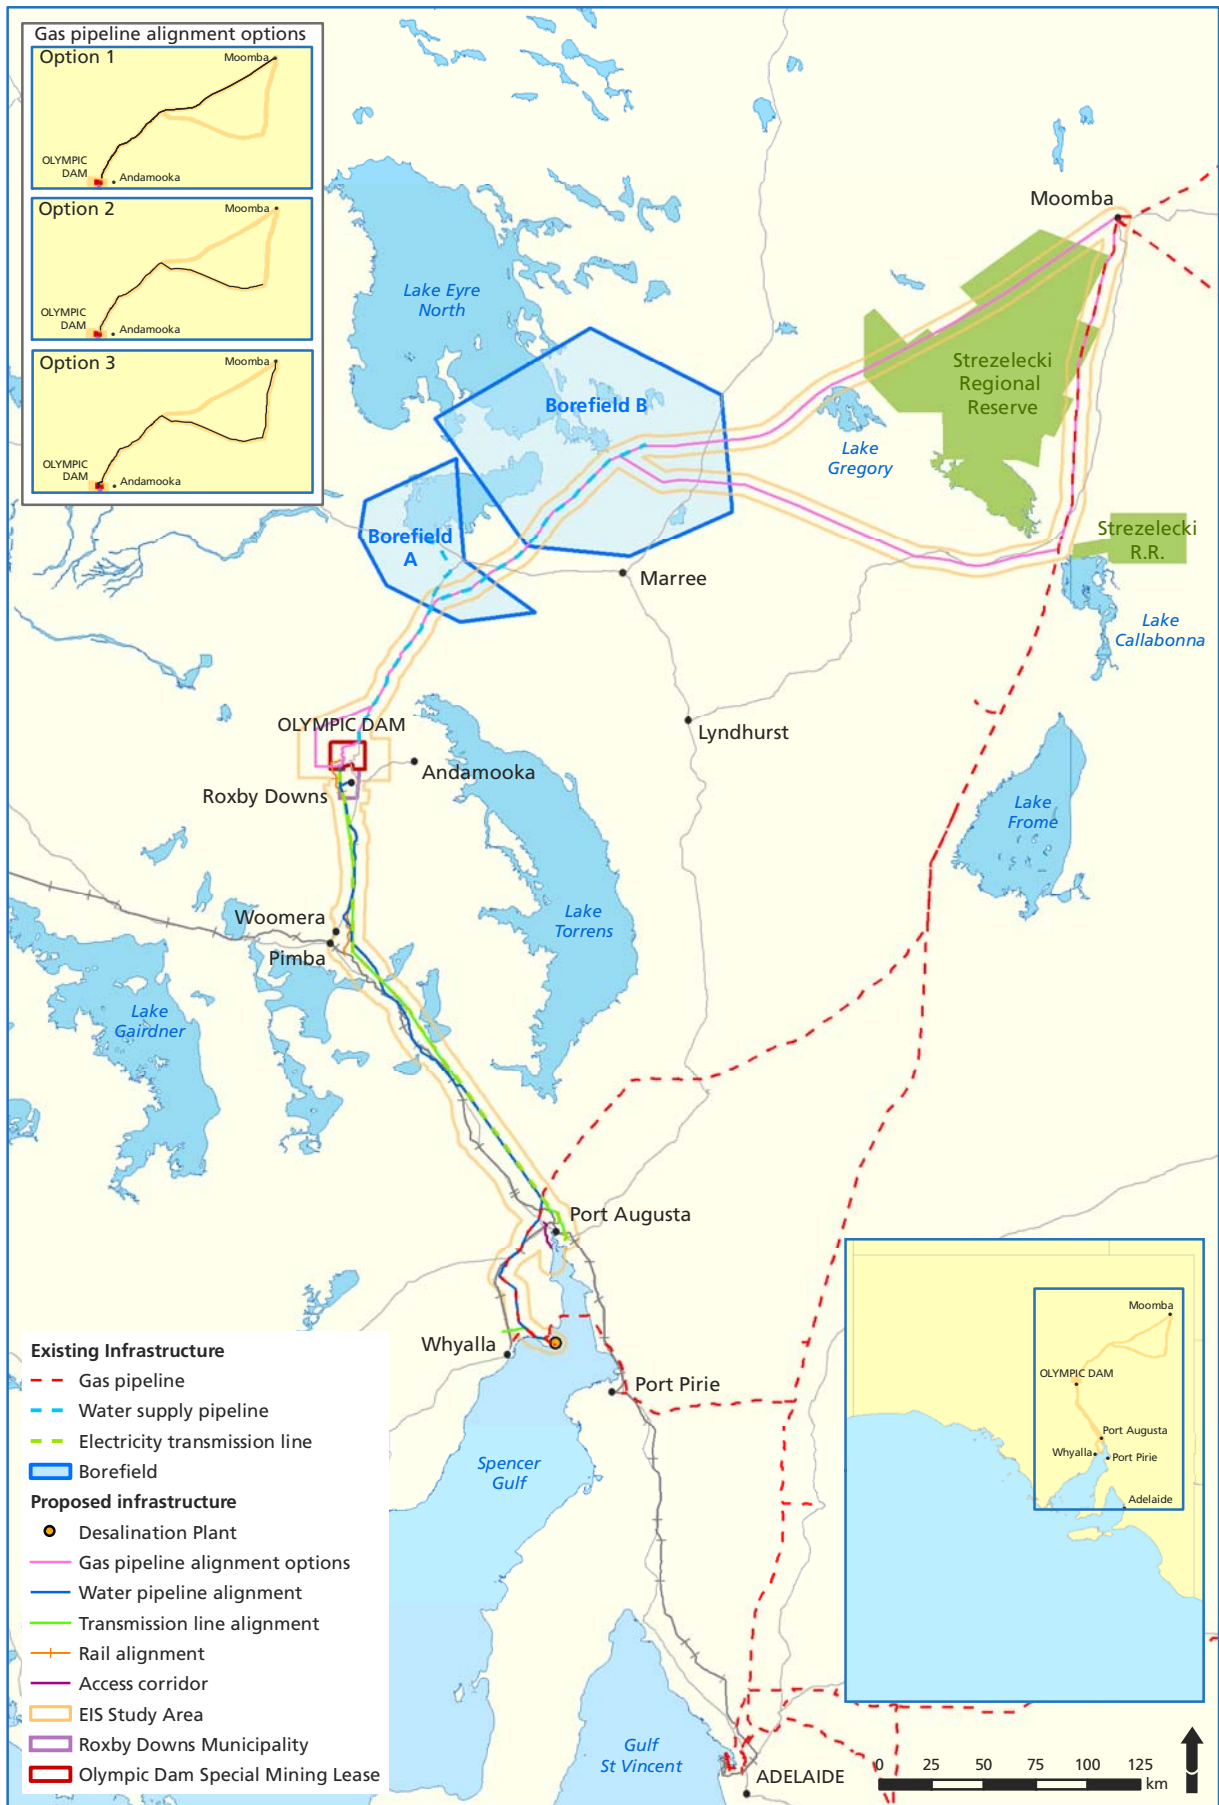 Gas pipeline alignment options
Option 1
Moomba
OLYMPIC
DAM
Andamooka
Option 2
Moomba
OLYMPIC
DAM
Andamooka
Option 3
Moomba
OLYMPIC
DAM
Andamooka
Moomba
Lake Eyre
North
Strezelecki
Regional
Reserve
Borefield B
Lake
Gregory
Borefield
A
Strezelecki
R.R.
Marree
Lake
Callabonna
OLYMPIC DAM
Lyndhurst
Andamooka
Roxby Downs
Lake
Frome
Woomera
Pimba
Lake
Torrens
Lake
Gairdner
Port Augusta
Whyalla
Port Pirie
Spencer
Gulf
Gulf
St Vincent
ADELAIDE
Existing Infrastructure
Gas pipeline
Water supply pipeline
Electricity transmission line
Borefield
Proposed infrastructure
Desalination Plant
Gas pipeline alignment options
Water pipeline alignment
Transmission line alignment
Rail alignment
Access corridor
EIS Study Area
Roxby Downs Municipality
Olympic Dam Special Mining Lease
Moomba
OLYMPIC DAM
Port Augusta
Whyalla
Port Pirie
Adelaide
0 25 50 75 100 125
km